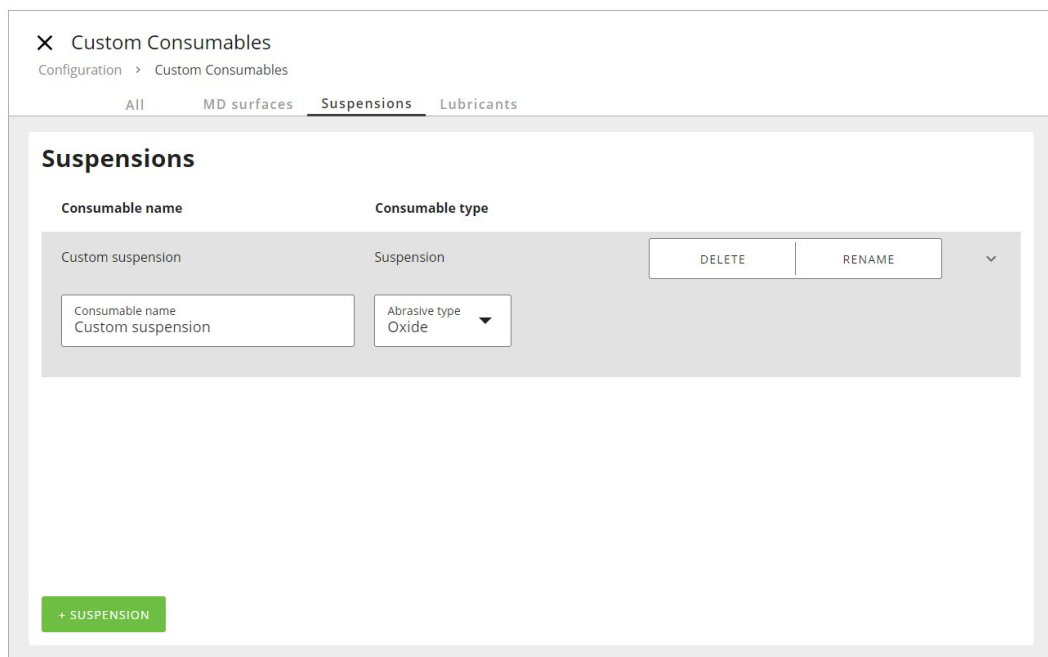 Custom Consumables
Configuration > Custom Consumables
All MD surfaces Suspensions Lubricants
Suspensions
Consumable name Consumable type
Custom suspension Suspension DELETE RENAME
Consumable name Abrasive type
Custom suspension Oxide
+ SUSPENSION